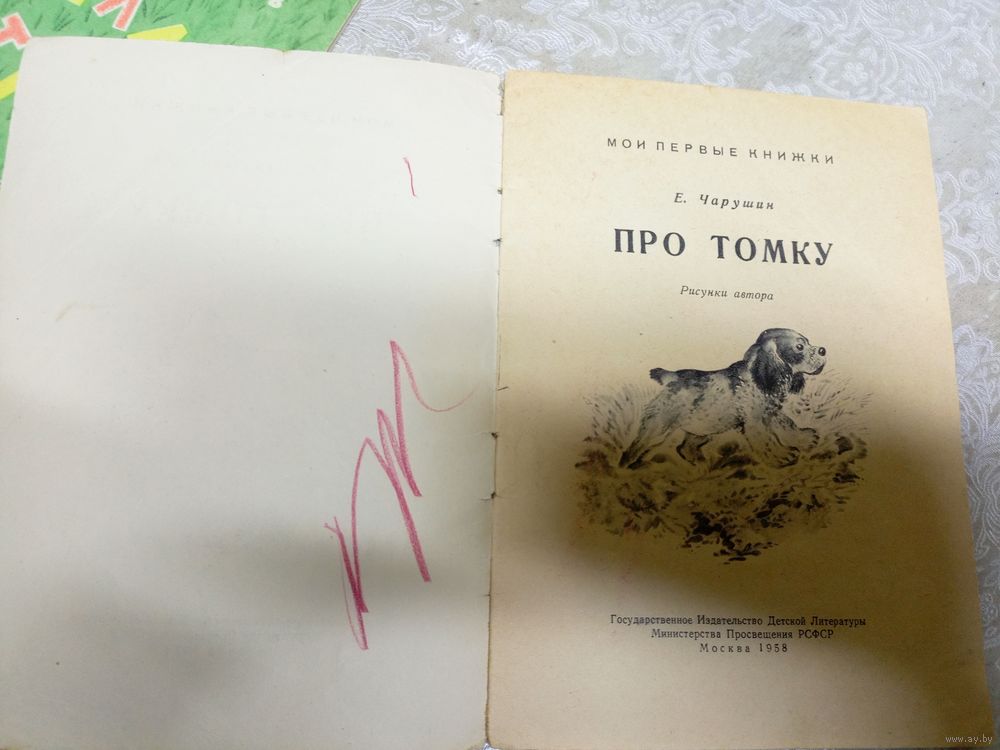 МОИ ПЕРВЫЕ КНИЖКИ
Е. Чарушин
ПРО ТОМКУ
Рисунки автора
Государственное Издательство Детской Литературы
Министерства Просвещения РСФСР
Москва 1958
www.ay.by